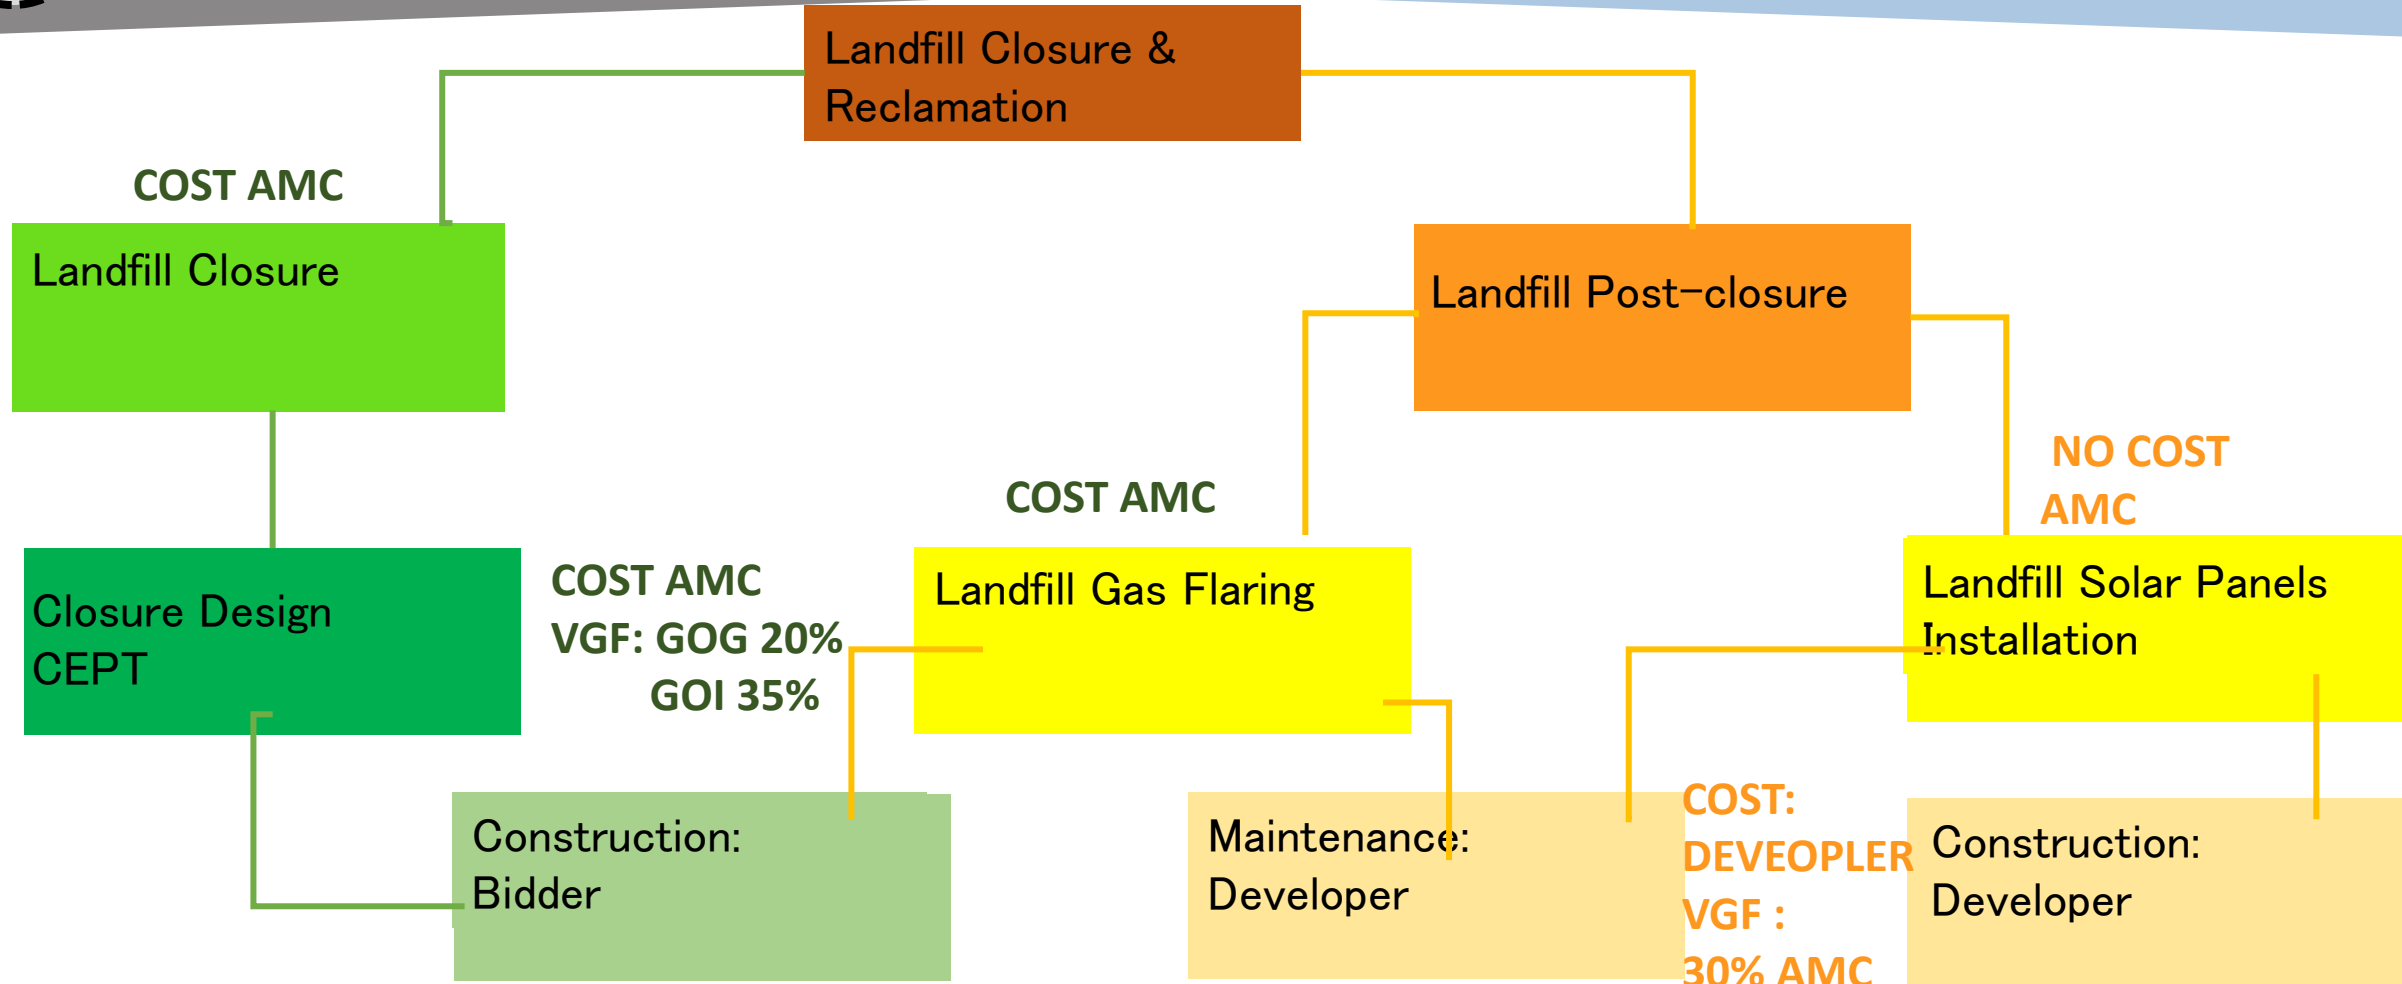 Landfill Closure &
Reclamation
COST AMC
Landfill Closure
Landfill Post-closure
NO COST
AMC
COST AMC
Closure Design
CEPT
COST AMC
VGF: GOG 20%
GOI 35%
Landfill Gas Flaring
Landfill Solar Panels
Installation
Construction:
Bidder
Maintenance:
Developer
COST:
DEVEOPLER
VGF :
30% AMC
Construction:
Developer